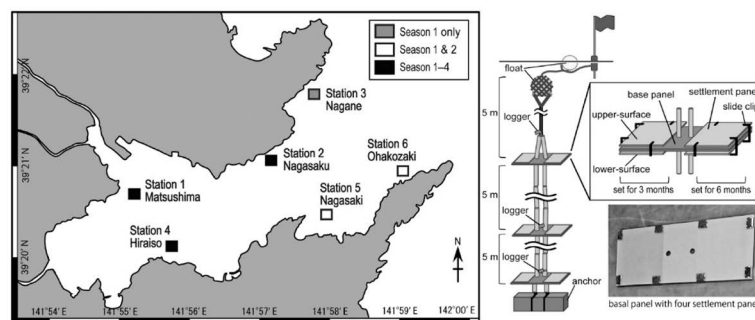 Season 1 only
Season 1 & 2
Season 1–4
Station 3
Nagane
Station 2
Nagasaku
Station 6
Ohakozaki
Station 1
Matsushima
Station 5
Nagasaki
Station 4
Hiraiso
N
39˚22′
39˚21′
39˚20′
141˚54′ E
141˚55′ E
141˚56′ E
141˚57′ E
141˚58′ E
141˚59′ E
142˚00′ E
float
5 m
logger
5 m
logger
5 m
logger
anchor
base panel
settlement panel
slide clip
upper-surface
lower-surface
set for 3 months
set for 6 months
basal panel with four settlement panels